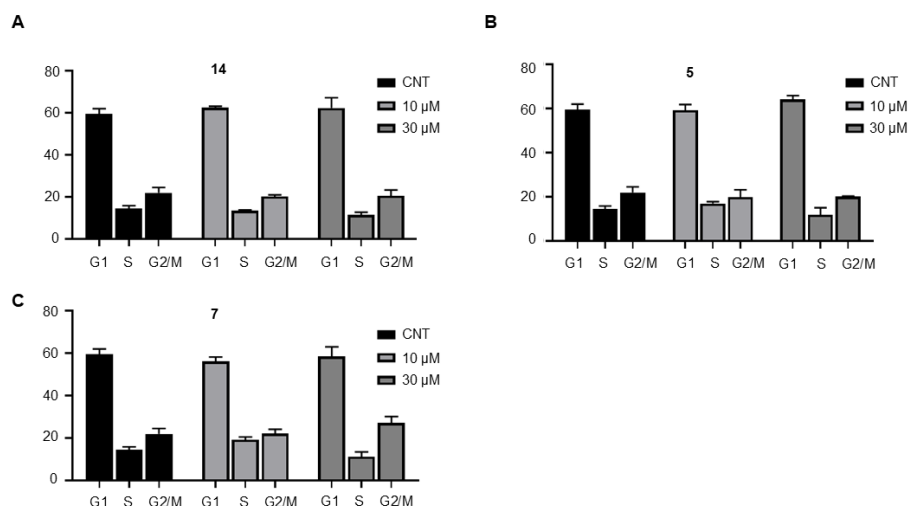 A
14
80
60
40
20
0
CNT
10 µM
30 µM
G1 S G2/M G1 S G2/M G1 S G2/M
B
5
80
60
40
20
0
CNT
10 µM
30 µM
G1 S G2/M G1 S G2/M G1 S G2/M
C
7
80
60
40
20
0
CNT
10 µM
30 µM
G1 S G2/M G1 S G2/M G1 S G2/M